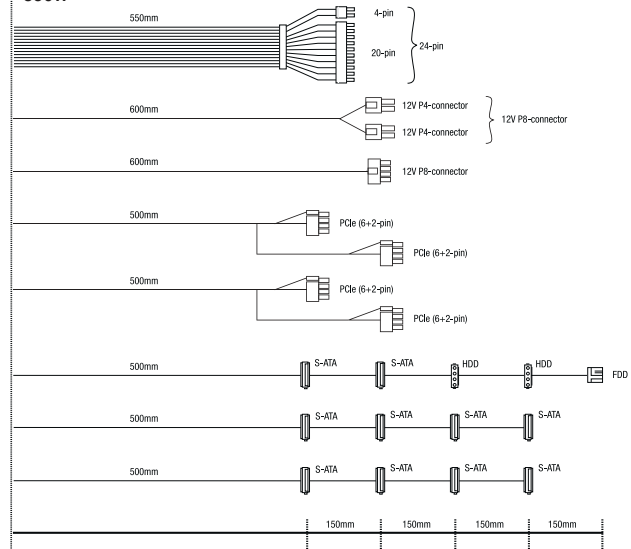 550mm
4-pin
20-pin
24-pin
600mm
12V P4-connector
12V P4-connector
12V P8-connector
600mm
12V P8-connector
500mm
PCIe (6+2-pin)
PCIe (6+2-pin)
500mm
PCIe (6+2-pin)
PCIe (6+2-pin)
500mm S-ATA S-ATA HDD HDD FDD
500mm S-ATA S-ATA S-ATA S-ATA
500mm S-ATA S-ATA S-ATA S-ATA
150mm 150mm 150mm 150mm